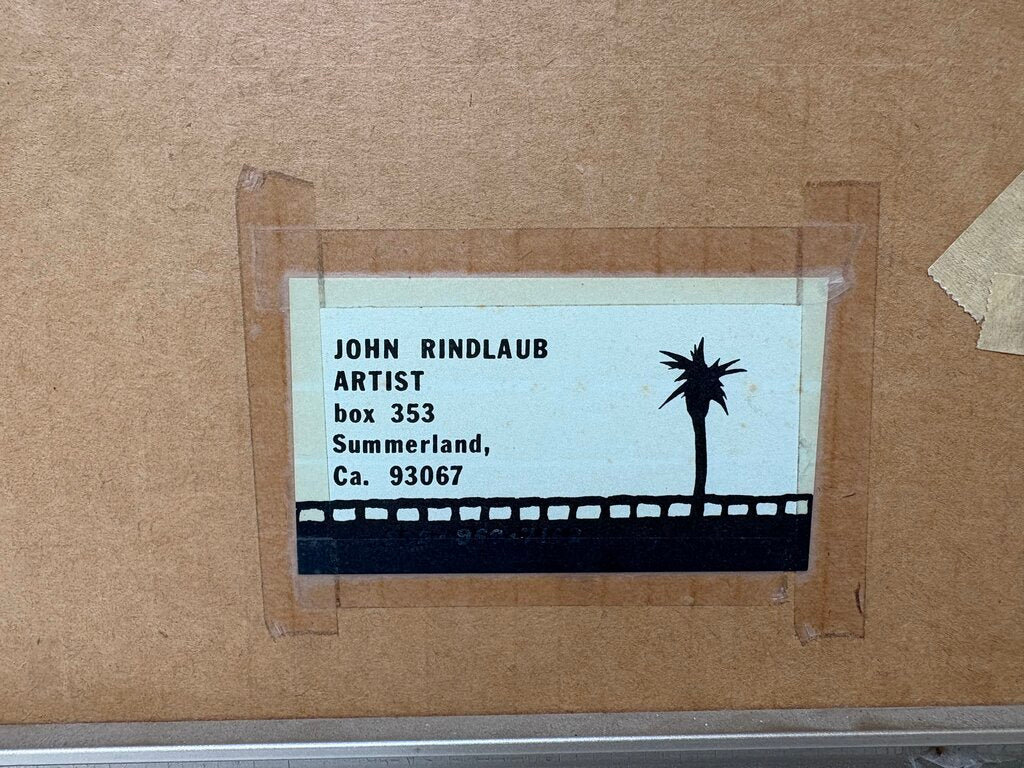 JOHN RINDLAUB
ARTIST
box 353
Summerland,
Ca. 93067